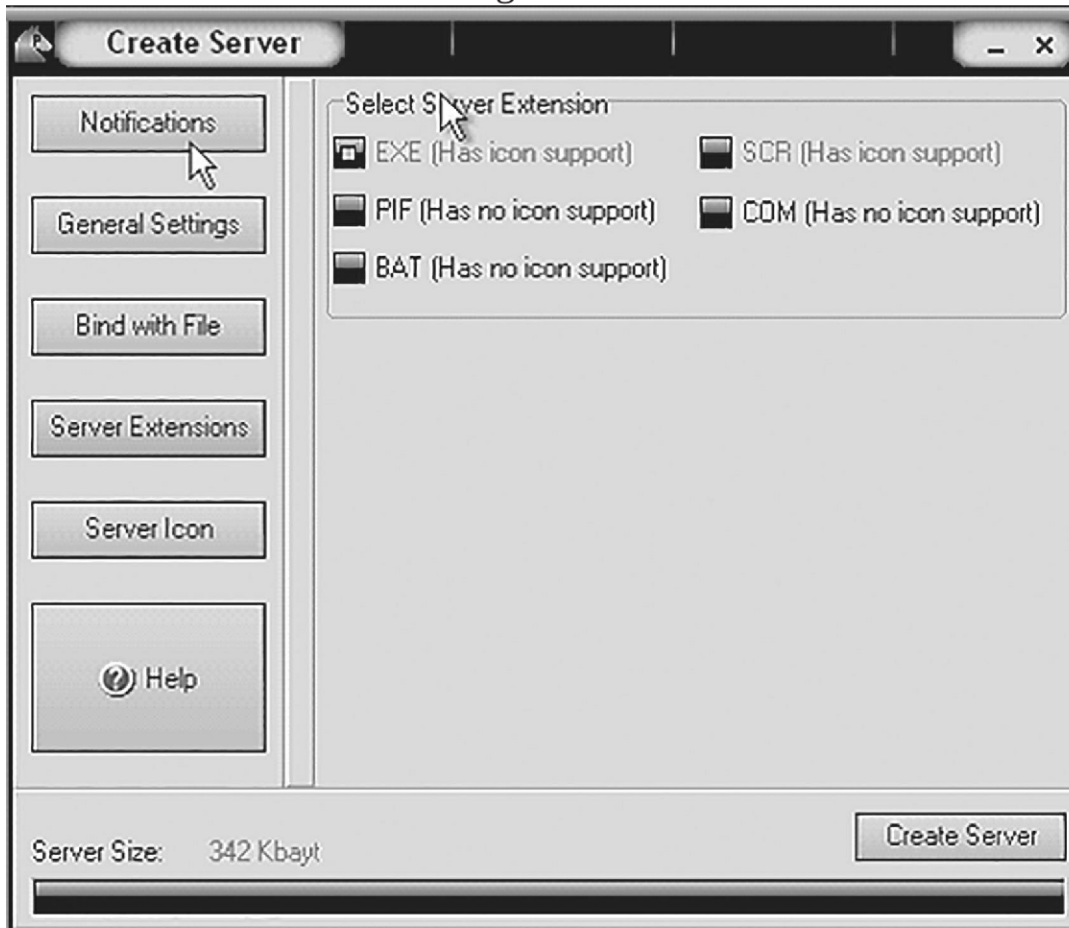 Create Server
Notifications
General Settings
Bind with File
Server Extensions
Server Icon
Help
Select Server Extension
EXE (Has icon support)
SCR (Has icon support)
PIF (Has no icon support)
COM (Has no icon support)
BAT (Has no icon support)
Server Size: 342 Kbayt
Create Server